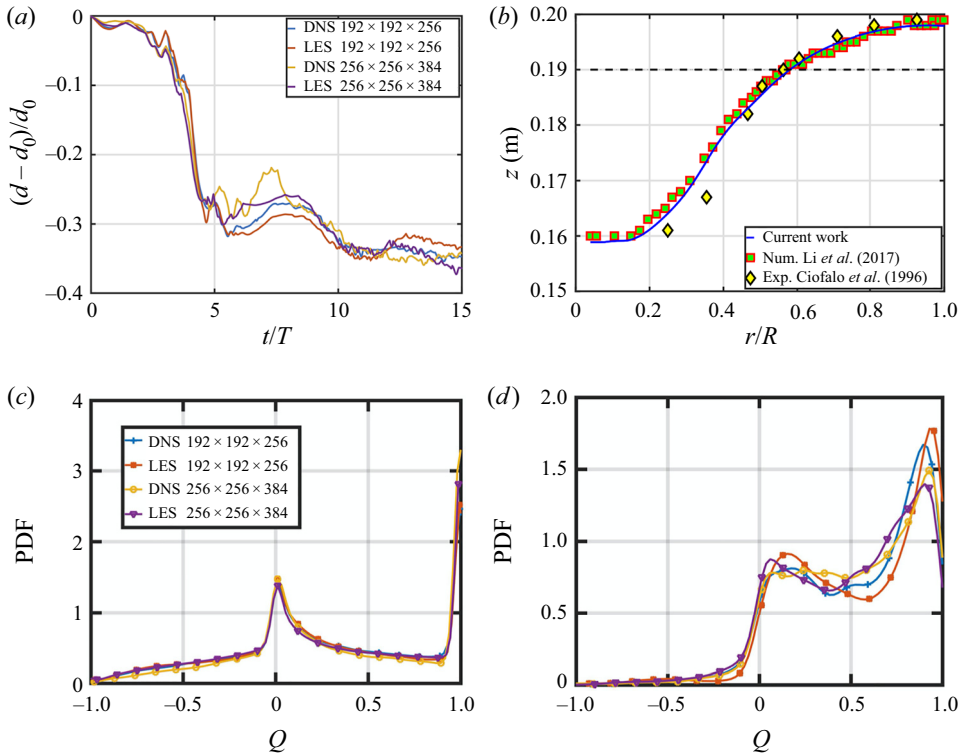 (a)
0
−0.1
−0.2
−0.3
−0.4
(d – d0)/d0
DNS 192 × 192 × 256
LES 192 × 192 × 256
DNS 256 × 256 × 384
LES 256 × 256 × 384
0 5 10 15
t/T
(b)
0.20
0.19
0.18
0.17
0.16
0.15
z (m)
Current work
Num. Li et al. (2017)
Exp. Ciofalo et al. (1996)
0 0.2 0.4 0.6 0.8 1.0
r/R
(c)
4
3
2
1
0
PDF
DNS 192 × 192 × 256
LES 192 × 192 × 256
DNS 256 × 256 × 384
LES 256 × 256 × 384
−1.0 −0.5 0 0.5 1.0
Q
(d)
2.0
1.5
1.0
0.5
0
PDF
−1.0 −0.5 0 0.5 1.0
Q